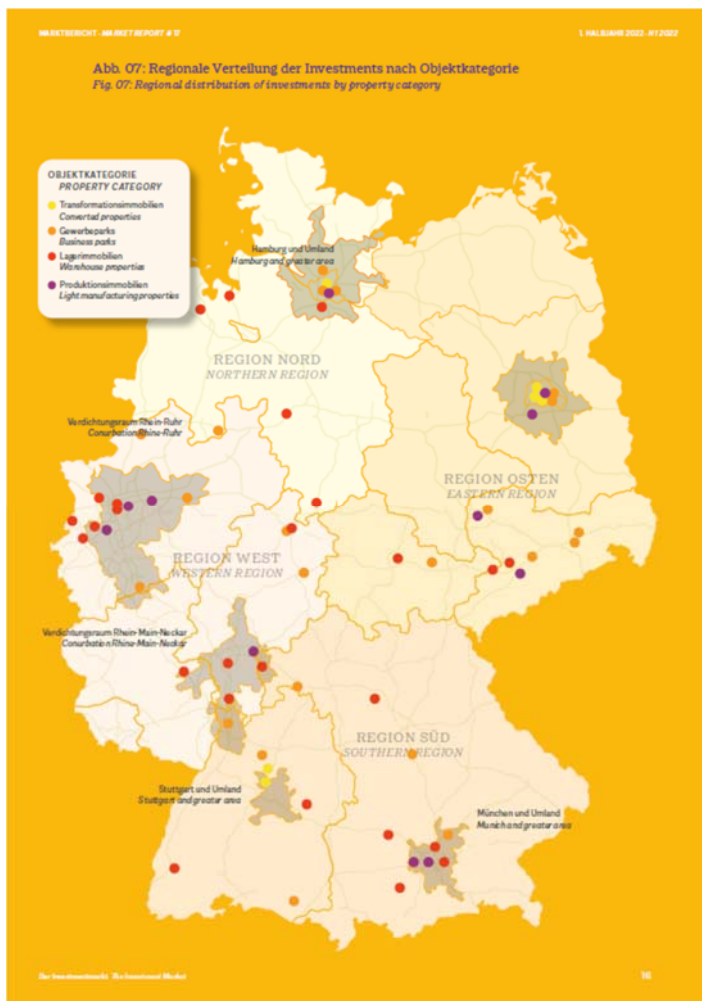 MARKTBERICHT - MARKET REPORT # 17
1. HALBJAHR 2022 - H1 2022
Abb. 07: Regionale Verteilung der Investments nach Objektkategorie
Fig. 07: Regional distribution of investments by property category
OBJEKTKATEGORIE
PROPERTY CATEGORY
Transformationsimmobilien
Converted properties
Gewerbeparks
Business parks
Lagerimmobilien
Warehouse properties
Produktionsimmobilien
Light manufacturing properties
Hamburg und Umland
Hamburg and greater area
REGION NORD
NORTHERN REGION
Verdichtungsraum Rhein-Ruhr
Conurbation Rhine-Ruhr
REGION OSTEN
EASTERN REGION
REGION WEST
WESTERN REGION
Verdichtungsraum Rhein-Main-Neckar
Conurbation Rhine-Main-Neckar
REGION SÜD
SOUTHERN REGION
Stuttgart und Umland
Stuttgart and greater area
München und Umland
Munich and greater area
Der Investmentmarkt The Investment Market
16